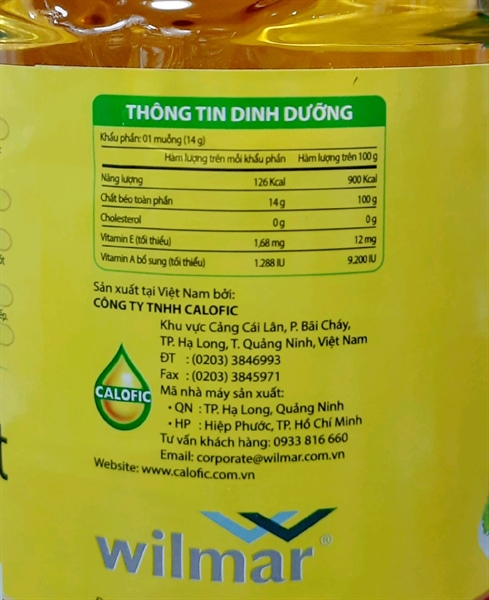 THÔNG TIN DINH DƯỠNG
Khẩu phần: 01 muỗng (14 g)
Hàm lượng trên mỗi khẩu phần Hàm lượng trên 100 g
Năng lượng 126 Kcal 900 Kcal
Chất béo toàn phần 14 g 100 g
Cholesterol 0 g 0 g
Vitamin E (tối thiểu) 1,68 mg 12 mg
Vitamin A bổ sung (tối thiểu) 1.288 IU 9.200 IU
Sản xuất tại Việt Nam bởi:
CÔNG TY TNHH CALOFIC
Khu vực Cảng Cái Lân, P. Bãi Cháy,
TP. Hạ Long, T. Quảng Ninh, Việt Nam
ĐT : (0203) 3846993
Fax : (0203) 3845971
CALOFIC
Mã nhà máy sản xuất:
• QN : TP. Hạ Long, Quảng Ninh
• HP : Hiệp Phước, TP. Hồ Chí Minh
Tư vấn khách hàng: 0933 816 660
Email: corporate@wilmar.com.vn
Website: www.calofic.com.vn
wilmar®